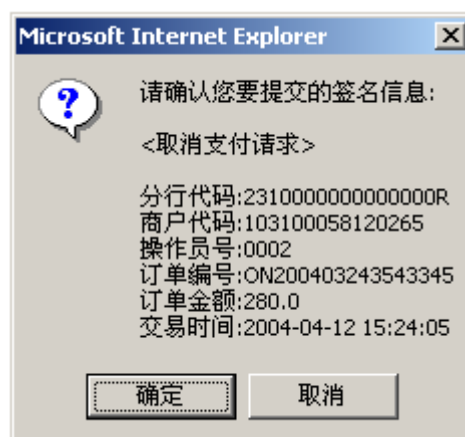 Microsoft Internet Explorer
请确认您要提交的签名信息:
<取消支付请求>
分行代码:2310000000000000R
商户代码:103100058120265
操作员号:0002
订单编号:ON200403243543345
订单金额:280.0
交易时间:2004-04-12 15:24:05
确定
取消